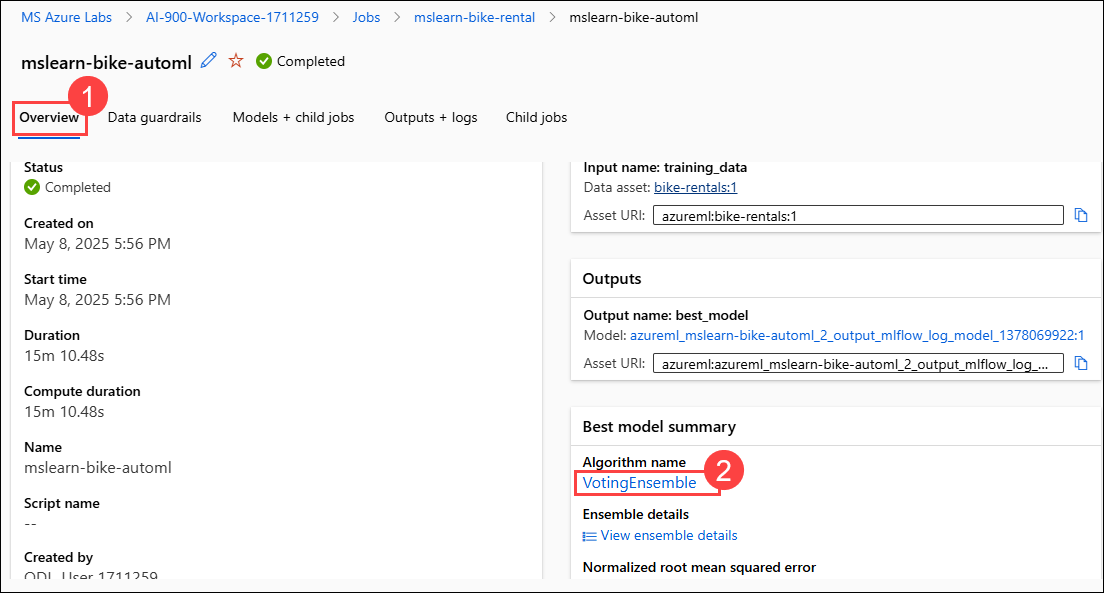 MS Azure Labs > AI-900-Workspace-1711259 > Jobs > mslearn-bike-rental > mslearn-bike-automl
mslearn-bike-automl Completed
1
Overview Data guardrails Models + child jobs Outputs + logs Child jobs
Status
Completed
Created on
May 8, 2025 5:56 PM
Start time
May 8, 2025 5:56 PM
Duration
15m 10.48s
Compute duration
15m 10.48s
Name
mslearn-bike-automl
Script name
--
Created by
ODL_User 1711259
Input name: training_data
Data asset: bike-rentals:1
Asset URI: azureml:bike-rentals:1
Outputs
Output name: best_model
Model: azureml_mslearn-bike-automl_2_output_mlflow_log_model_1378069922:1
Asset URI: azureml:azureml_mslearn-bike-automl_2_output_mlflow_log_...
Best model summary
Algorithm name
2
VotingEnsemble
Ensemble details
View ensemble details
Normalized root mean squared error